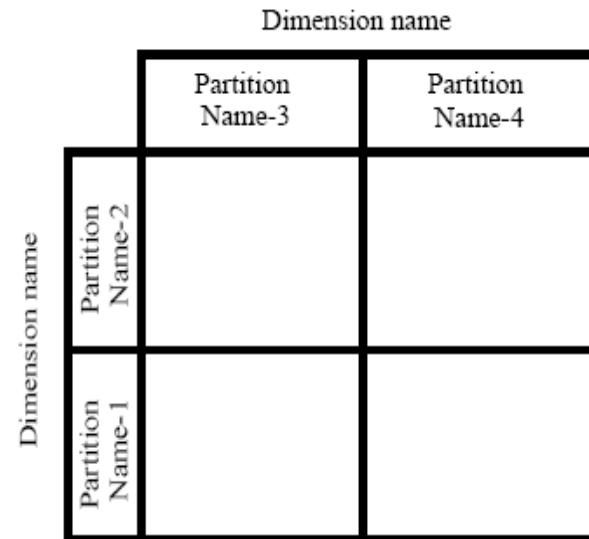 Dimension name
Partition
Name-3
Partition
Name-4
Dimension name
Partition
Name-2
Partition
Name-1